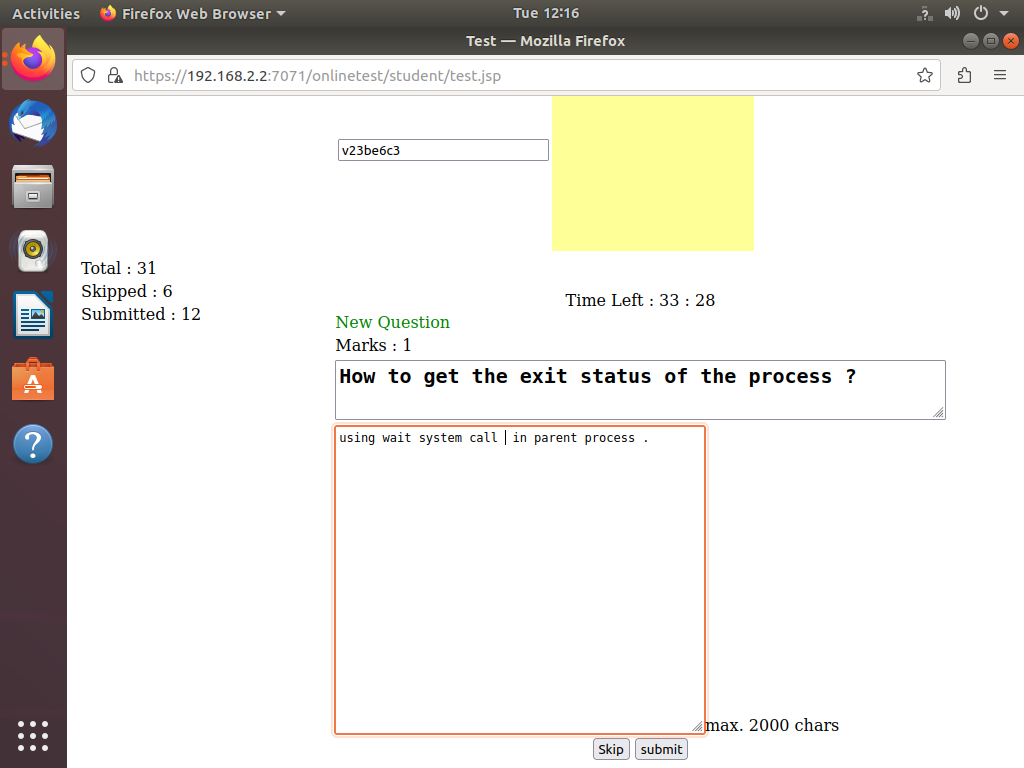 Activities Firefox Web Browser Tue 12:16
Test — Mozilla Firefox
https://192.168.2.2:7071/onlinetest/student/test.jsp
v23be6c3
Total : 31
Skipped : 6
Submitted : 12
Time Left : 33 : 28
New Question
Marks : 1
How to get the exit status of the process ?
using wait system call in parent process .
max. 2000 chars
Skip submit